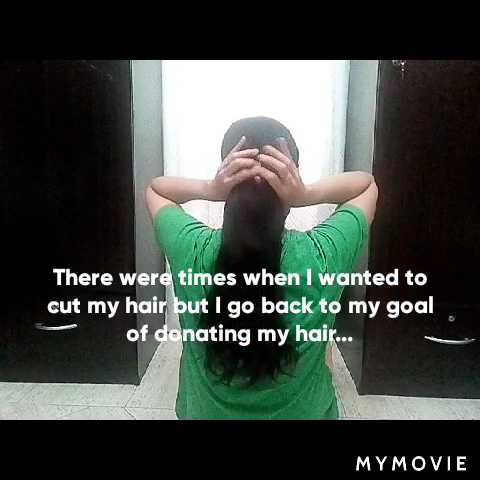 There were times when I wanted to
cut my hair but I go back to my goal
of donating my hair...
MYMOVIE